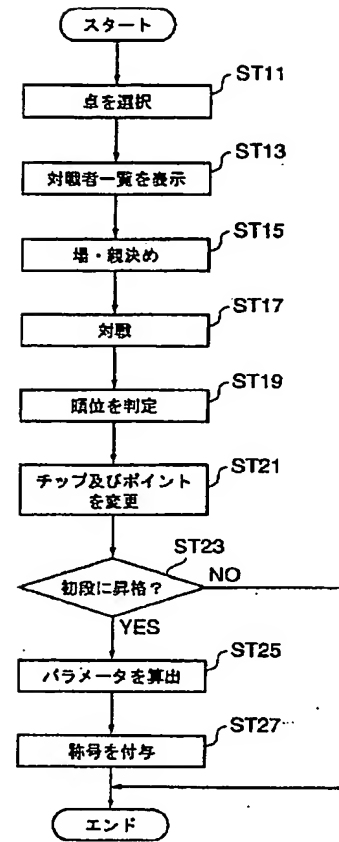 スタート
ST11
卓を選択
ST13
対戦者一覧を表示
ST15
場・親決め
ST17
対戦
ST19
順位を判定
ST21
チップ及びポイント
を変更
ST23
初段に昇格？
NO
YES
ST25
パラメータを算出
ST27
称号を付与
エンド